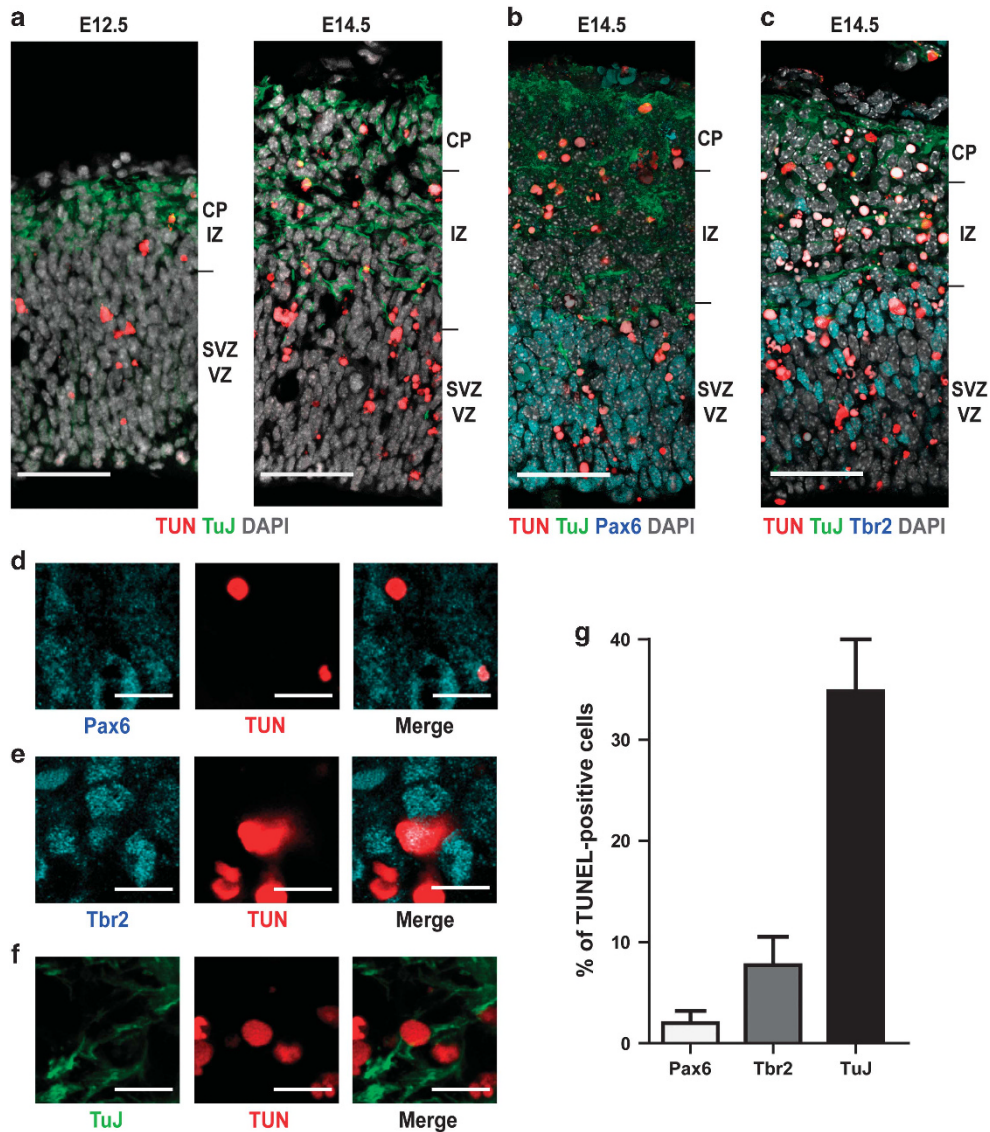 a
E12.5
E14.5
CP
IZ
SVZ
VZ
CP
IZ
SVZ
VZ
TUN TuJ DAPI
b
E14.5
CP
IZ
SVZ
VZ
TUN TuJ Pax6 DAPI
c
E14.5
CP
IZ
SVZ
VZ
TUN TuJ Tbr2 DAPI
d
Pax6
TUN
Merge
e
Tbr2
TUN
Merge
f
TuJ
TUN
Merge
g
% of TUNEL-positive cells
40
30
20
10
0
Pax6
Tbr2
TuJ